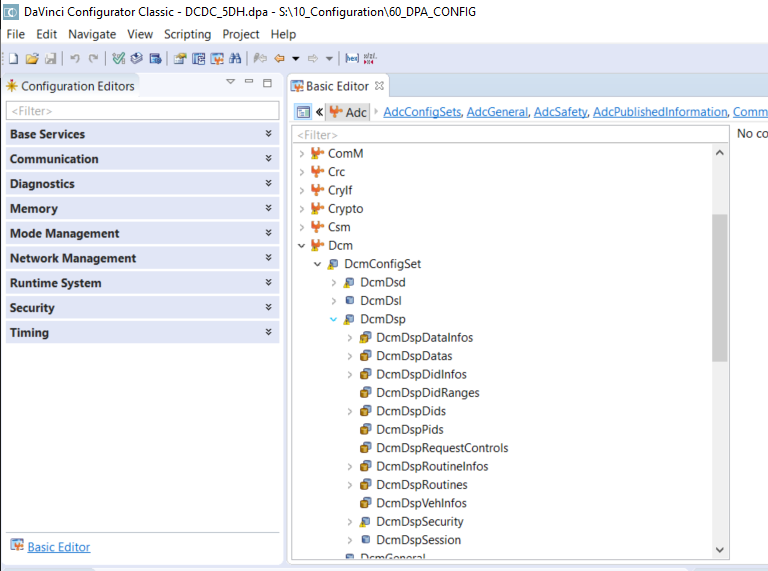 DaVinci Configurator Classic - DCDC_5DH.dpa - S:\10_Configuration\60_DPA_CONFIG
File Edit Navigate View Scripting Project Help
Configuration Editors
<Filter>
Base Services
Communication
Diagnostics
Memory
Mode Management
Network Management
Runtime System
Security
Timing
Basic Editor
Basic Editor
Adc AdcConfigSets, AdcGeneral, AdcSafety, AdcPublishedInformation, Comm
<Filter>
No co
ComM
Crc
CryIf
Crypto
Csm
Dcm
DcmConfigSet
DcmDsd
DcmDsl
DcmDsp
DcmDspDataInfos
DcmDspDatas
DcmDspDidInfos
DcmDspDidRanges
DcmDspDids
DcmDspPids
DcmDspRequestControls
DcmDspRoutineInfos
DcmDspRoutines
DcmDspVehInfos
DcmDspSecurity
DcmDspSession
DcmGeneral